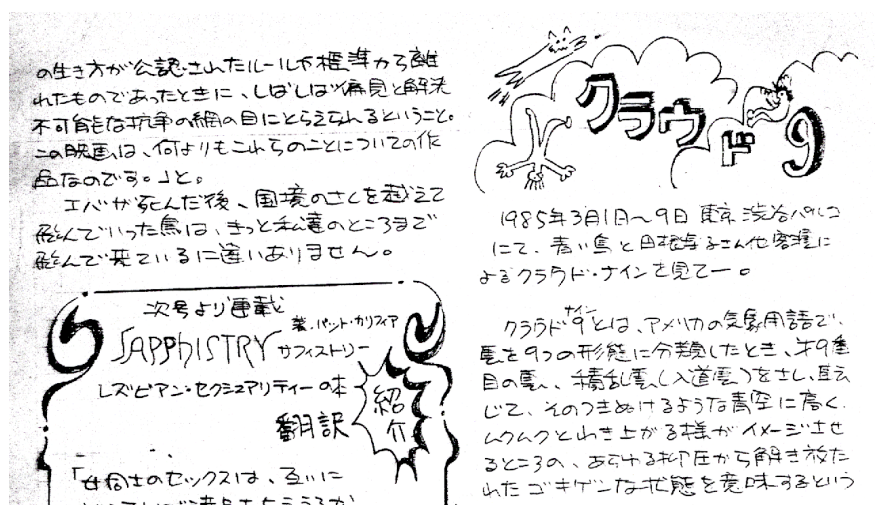 の生き方が公認されたルールや標準から離
れたものであったときに、しばしば偏見と解決
不可能な抗争の網の目にとらえられるということ。
この映画は、何よりもこれらのことについての作
品なのです。」と。
エバが死んだ後、国境のさくを越えて
飛んでいった鳥は、きっと私達のところまで
飛んで来ているに違いありません。
次号より連載
著・パット・カリフィア
SAPPHISTRY サフィストリー
レズビアン・セクシュアリティーの本
翻訳
紹介
「女同士のセックスは、互いに
クラウド9
1985年3月1日〜9日 東京 渋谷パルコ
にて、青い鳥と
よるクラウド・ナインを見てー。
クラウド9ナインとは、アメリカの気象用語で、
雲を9つの形態に分類したとき、才9番
目の雲、積乱雲(入道雲)をさし、転
じて、そのつきぬけるような青空に高く
ムクムクとわき上がる様がイメージさせ
るところの、あらゆる抑圧から解き放た
れたゴキゲンな状態を意味するという